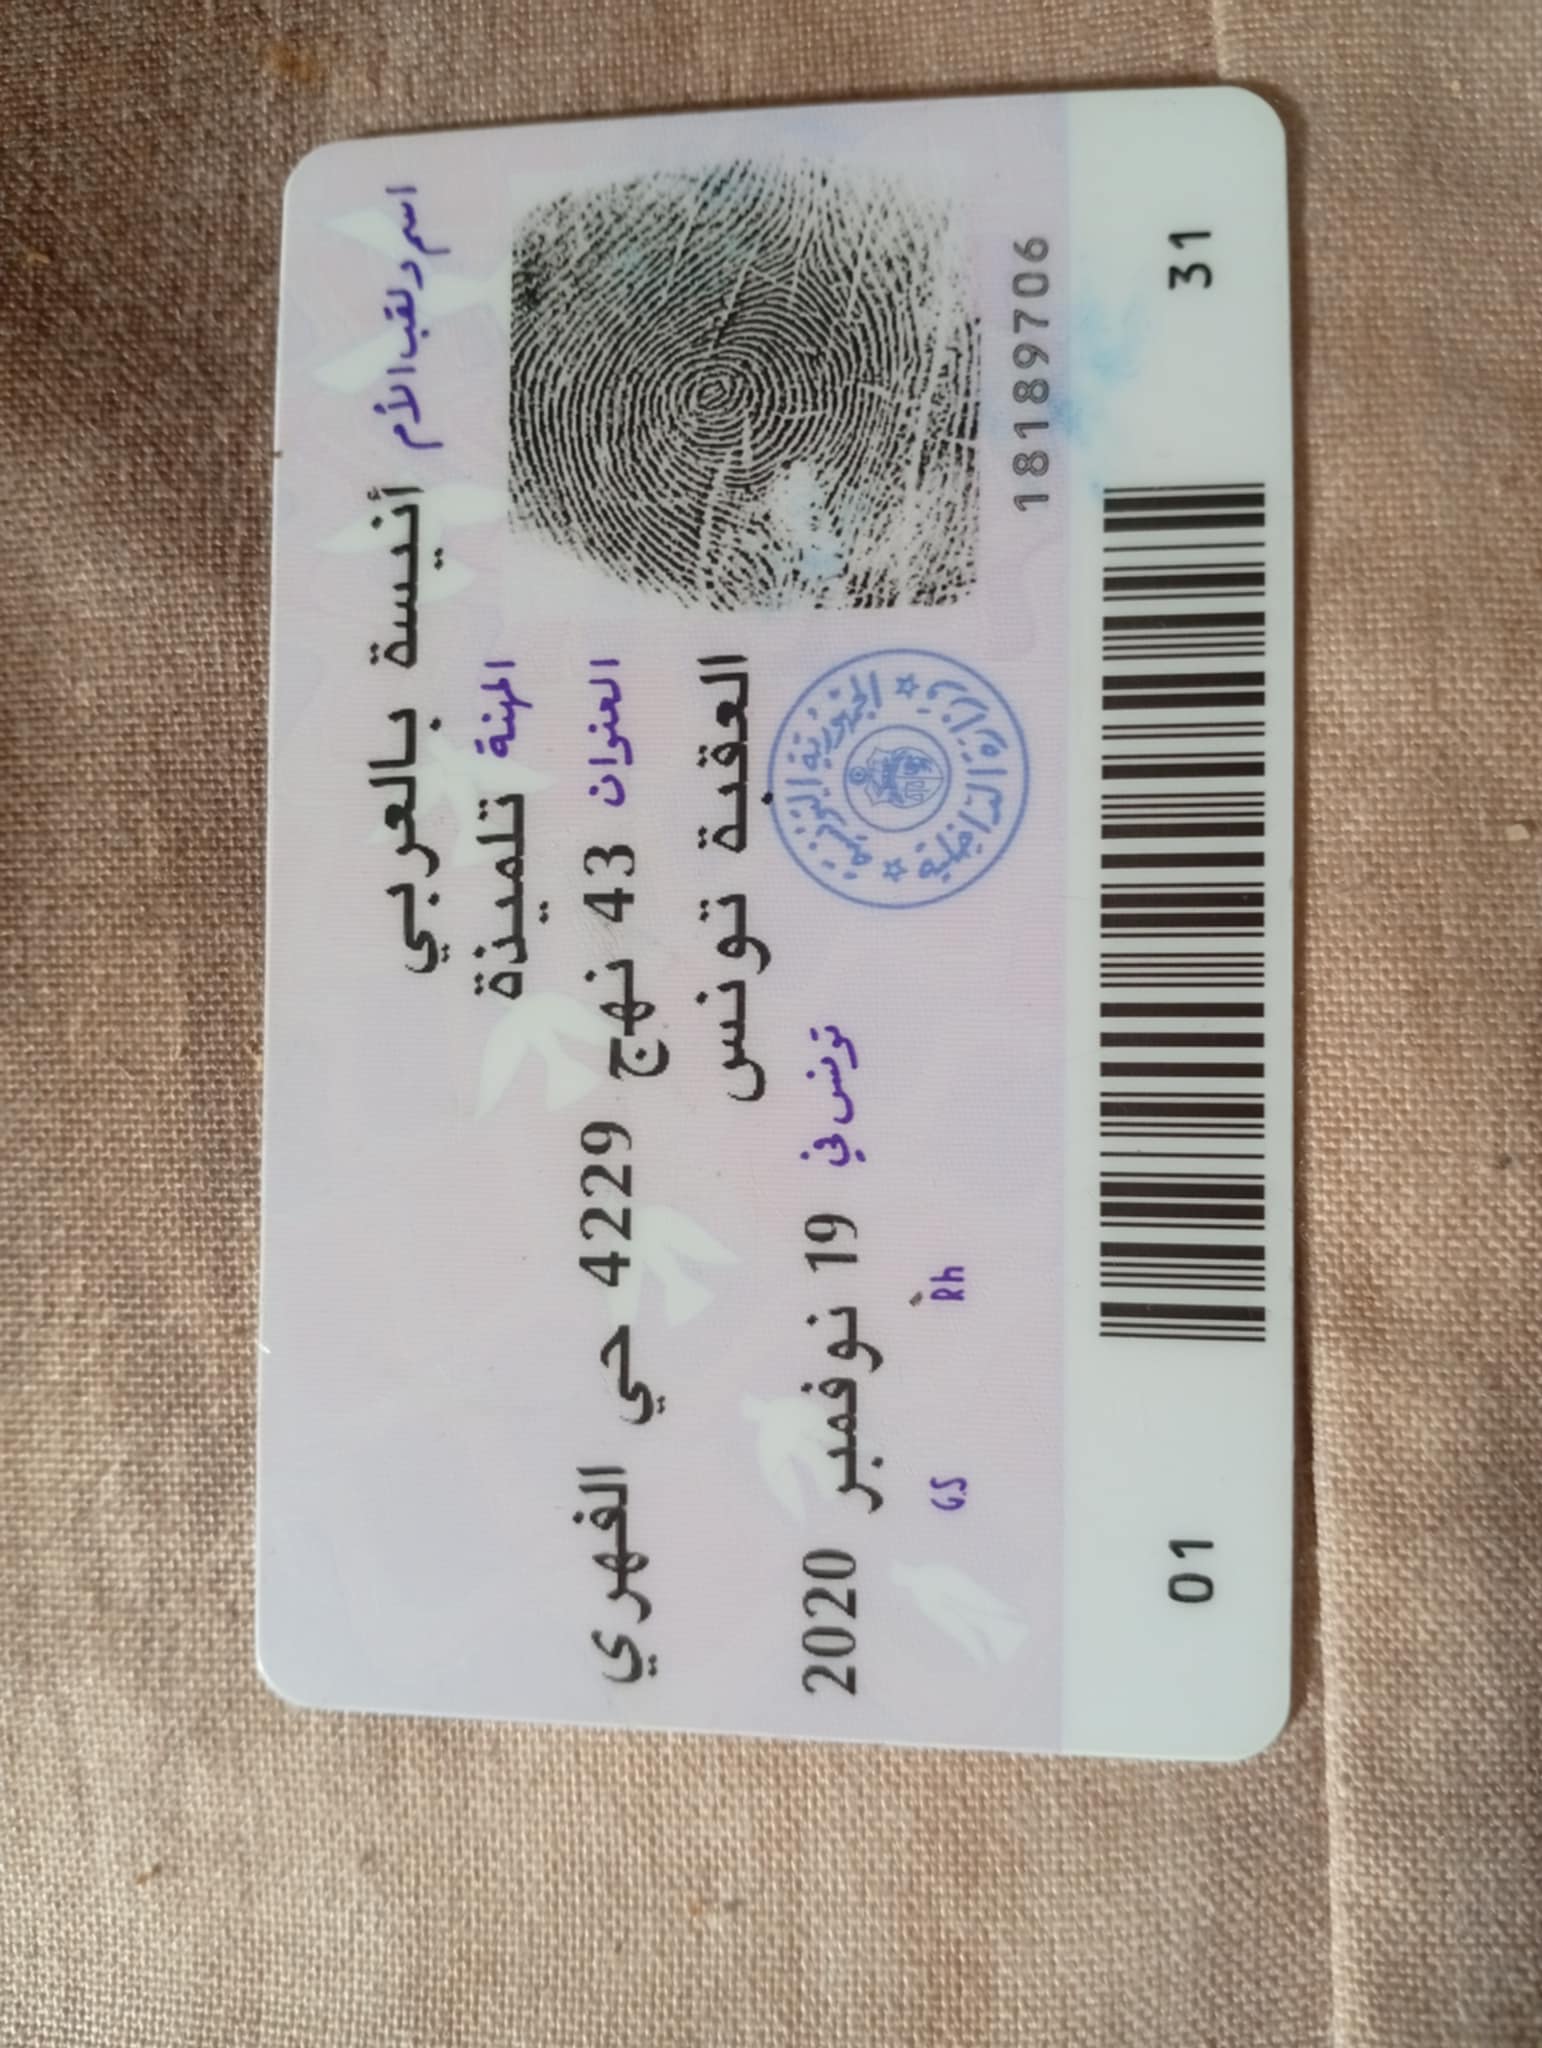 اسم و لقب الأم أنيسة بالعربي
المهنة تلميذة
العنوان 43 نهج 4229 حي الفهري
العقبة تونس
تونس في 19 نوفمبر 2020
الجمهورية التونسية
وزارة الداخلية
GS Rh
18189706
01 31